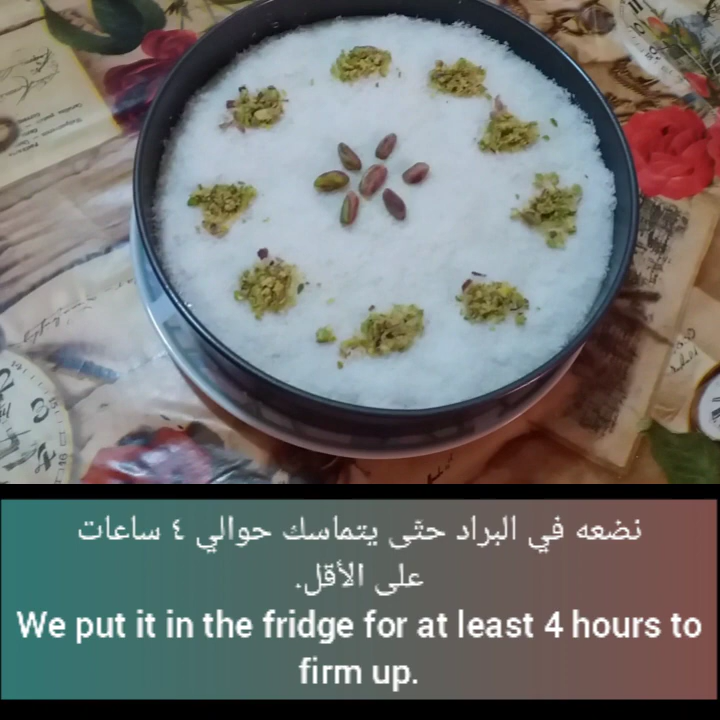 نضعه في البراد حتى يتماسك حوالي ٤ ساعات
على الأقل.
We put it in the fridge for at least 4 hours to
firm up.